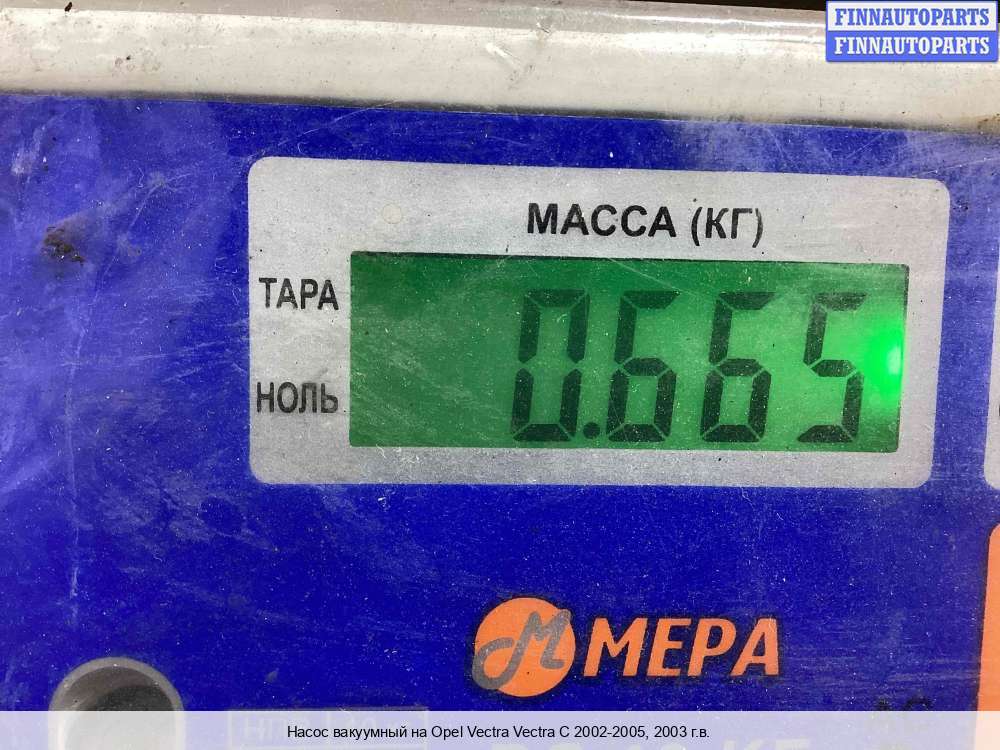 FINNAUTOPARTS
FINNAUTOPARTS
МАССА (КГ)
ТАРА
0.665
НОЛЬ
МЕРА
Насос вакуумный на Opel Vectra Vectra C 2002-2005, 2003 г.в.